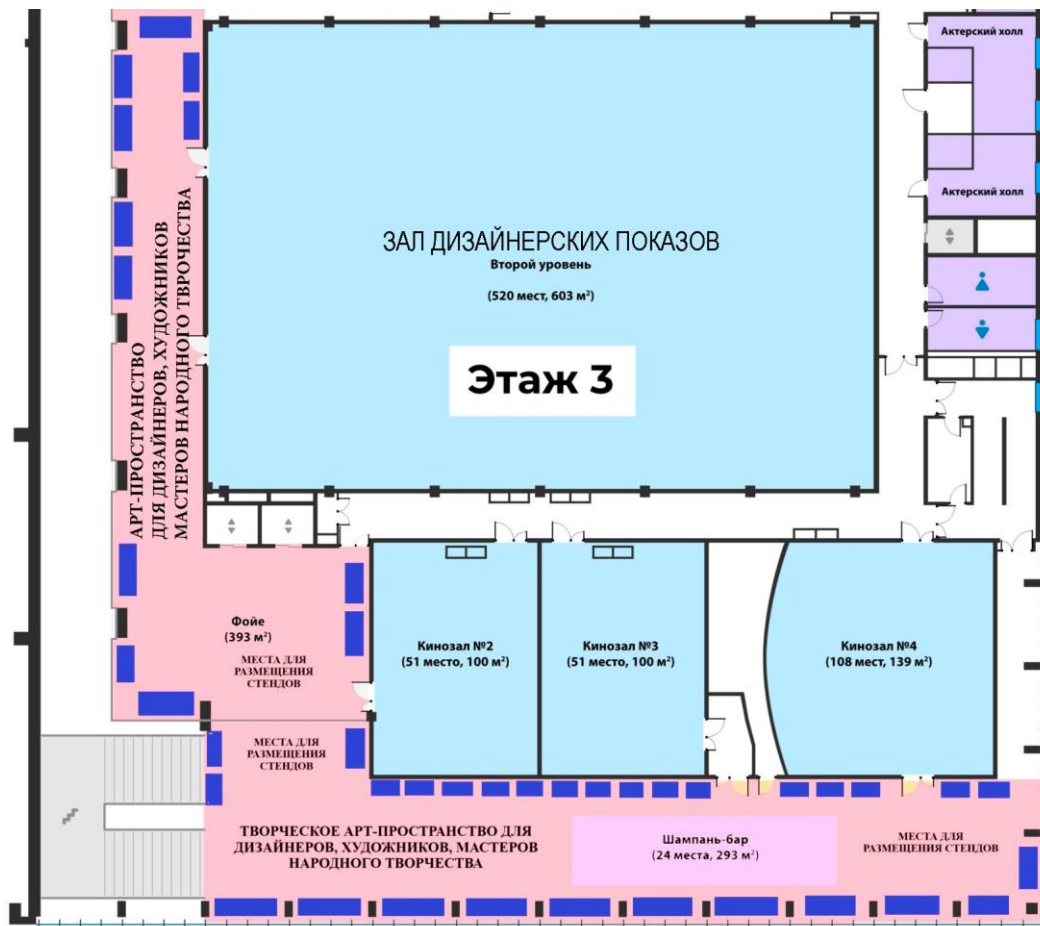 Актерский холл
Актерский холл
ЗАЛ ДИЗАЙНЕРСКИХ ПОКАЗОВ
Второй уровень
(520 мест, 603 м²)
Этаж 3
АРТ-ПРОСТРАНСТВО
ДЛЯ ДИЗАЙНЕРОВ, ХУДОЖНИКОВ
МАСТЕРОВ НАРОДНОГО ТВРОЧЕСТВА
Фойе
(393 м²)
МЕСТА ДЛЯ
РАЗМЕЩЕНИЯ
СТЕНДОВ
Кинозал №2
(51 место, 100 м²)
Кинозал №3
(51 место, 100 м²)
Кинозал №4
(108 мест, 139 м²)
МЕСТА ДЛЯ
РАЗМЕЩЕНИЯ
СТЕНДОВ
ТВОРЧЕСКОЕ АРТ-ПРОСТРАНСТВО ДЛЯ
ДИЗАЙНЕРОВ, ХУДОЖНИКОВ, МАСТЕРОВ
НАРОДНОГО ТВОРЧЕСТВА
Шампань-бар
(24 места, 293 м²)
МЕСТА ДЛЯ
РАЗМЕЩЕНИЯ СТЕНДОВ